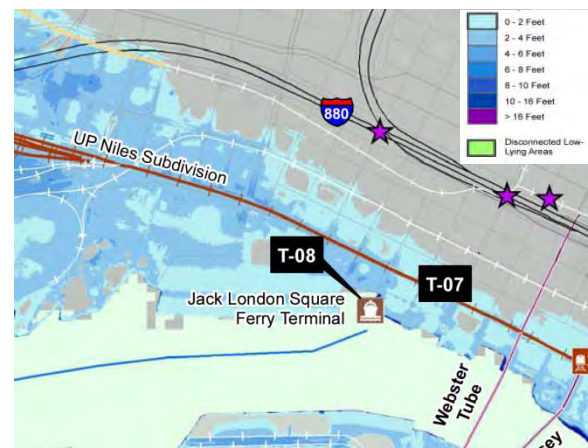 0 - 2 Feet
2 - 4 Feet
4 - 6 Feet
6 - 8 Feet
8 - 10 Feet
10 - 16 Feet
> 16 Feet
Disconnected Low-
Lying Areas
880
UP Niles Subdivision
T-08
T-07
Jack London Square
Ferry Terminal
Webster
Tube